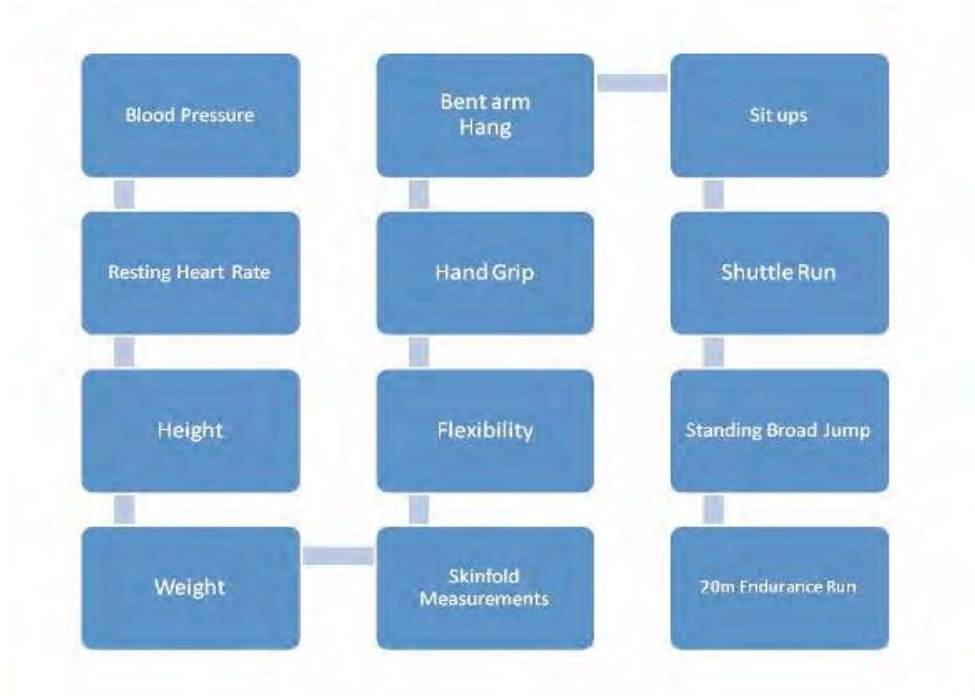 Blood Pressure
Resting Heart Rate
Height
Weight
Skinfold
Measurements
Flexibility
Hand Grip
Bent arm
Hang
Sit ups
Shuttle Run
Standing Broad Jump
20m Endurance Run